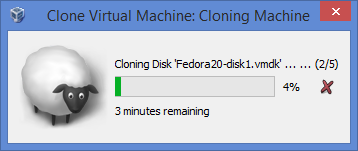 Clone Virtual Machine: Cloning Machine
Cloning Disk 'Fedora20-disk1.vmdk' ... ... (2/5)
4%
3 minutes remaining